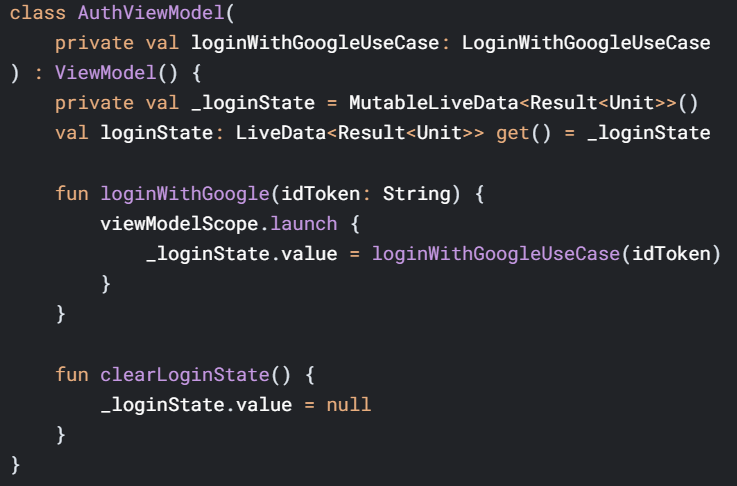 class AuthViewModel(
    private val loginWithGoogleUseCase: LoginWithGoogleUseCase
) : ViewModel() {
    private val _loginState = MutableLiveData<Result<Unit>>()
    val loginState: LiveData<Result<Unit>> get() = _loginState

    fun loginWithGoogle(idToken: String) {
        viewModelScope.launch {
            _loginState.value = loginWithGoogleUseCase(idToken)
        }
    }

    fun clearLoginState() {
        _loginState.value = null
    }
}